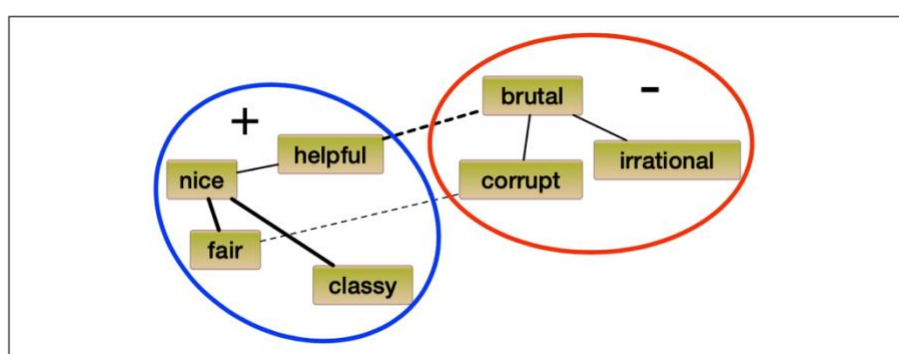 +
-
brutal
helpful
irrational
nice
corrupt
fair
classy